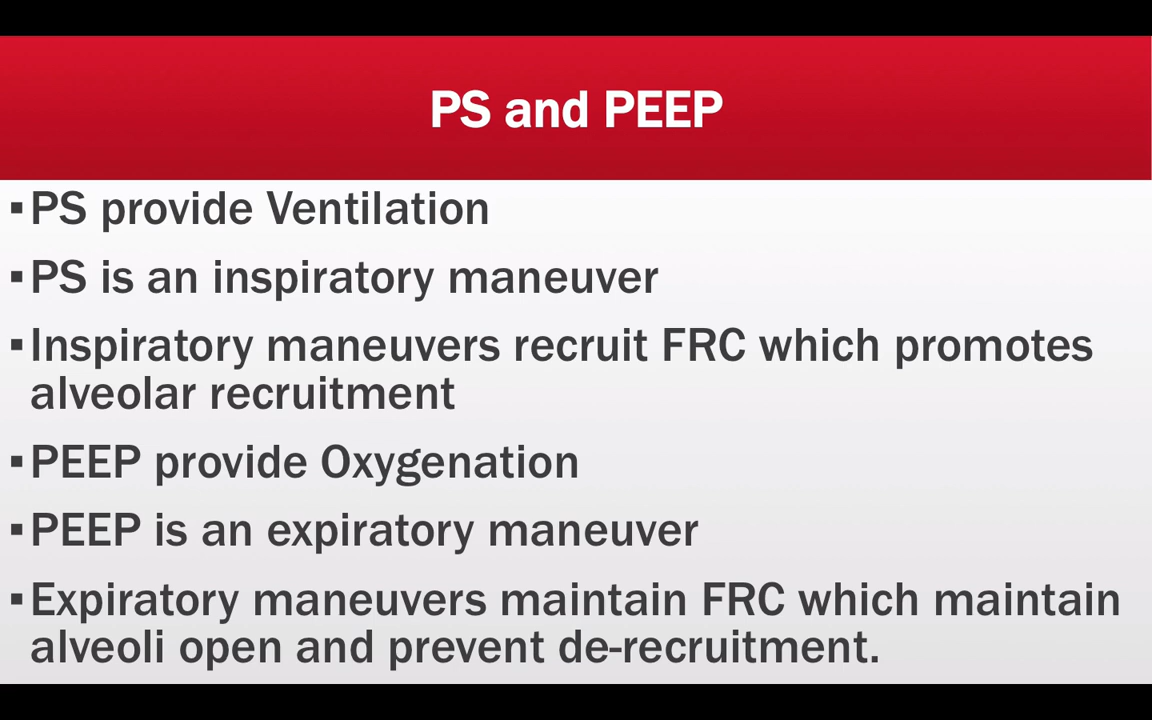 PS and PEEP
▪PS provide Ventilation
▪PS is an inspiratory maneuver
▪Inspiratory maneuvers recruit FRC which promotes
alveolar recruitment
▪PEEP provide Oxygenation
▪PEEP is an expiratory maneuver
▪Expiratory maneuvers maintain FRC which maintain
alveoli open and prevent de-recruitment.